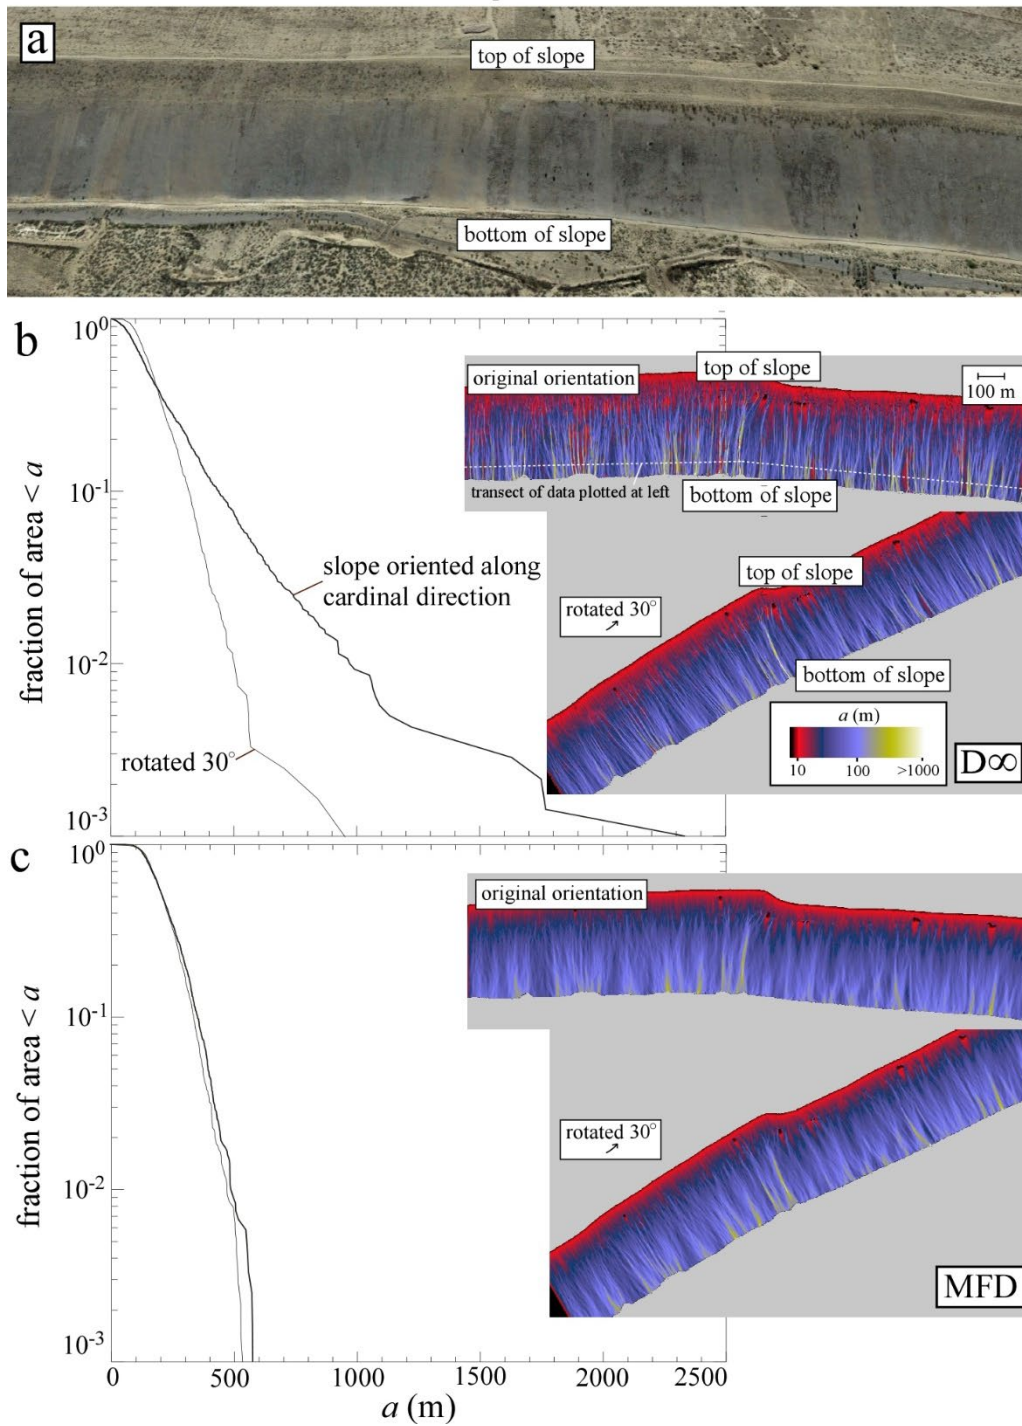 a
top of slope
bottom of slope
b
10⁰
10⁻¹
10⁻²
10⁻³
fraction of area < a
slope oriented along
cardinal direction
rotated 30°
original orientation
top of slope
100 m
transect of data plotted at left
bottom of slope
top of slope
rotated 30°
bottom of slope
a (m)
10
100
>1000
D∞
c
10⁰
10⁻¹
10⁻²
10⁻³
fraction of area < a
original orientation
rotated 30°
MFD
0
500
1000
1500
2000
2500
a (m)